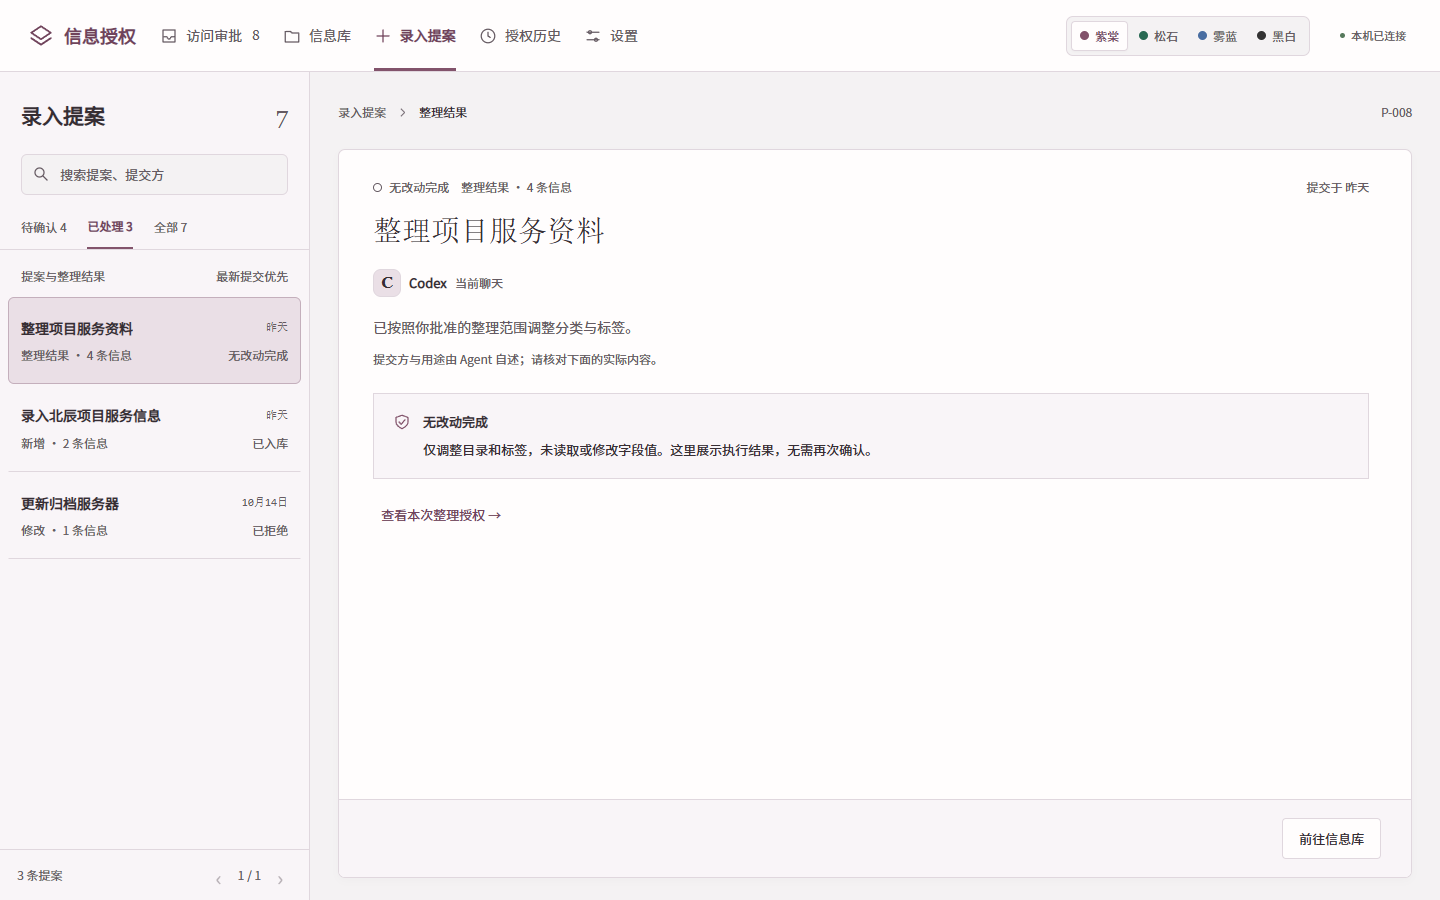 信息授权
访问审批 8
信息库
录入提案
授权历史
设置
紫棠
松石
雾蓝
黑白
本机已连接
录入提案
7
搜索提案、提交方
待确认 4
已处理 3
全部 7
提案与整理结果
最新提交优先
整理项目服务资料
昨天
整理结果 · 4 条信息
无改动完成
录入北辰项目服务信息
昨天
新增 · 2 条信息
已入库
更新归档服务器
10月14日
修改 · 1 条信息
已拒绝
3 条提案
‹ 1 / 1 ›
录入提案 > 整理结果
P-008
无改动完成 整理结果 · 4 条信息
提交于 昨天
整理项目服务资料
C Codex 当前聊天
已按照你批准的整理范围调整分类与标签。
提交方与用途由 Agent 自述；请核对下面的实际内容。
无改动完成
仅调整目录和标签，未读取或修改字段值。这里展示执行结果，无需再次确认。
查看本次整理授权 →
前往信息库